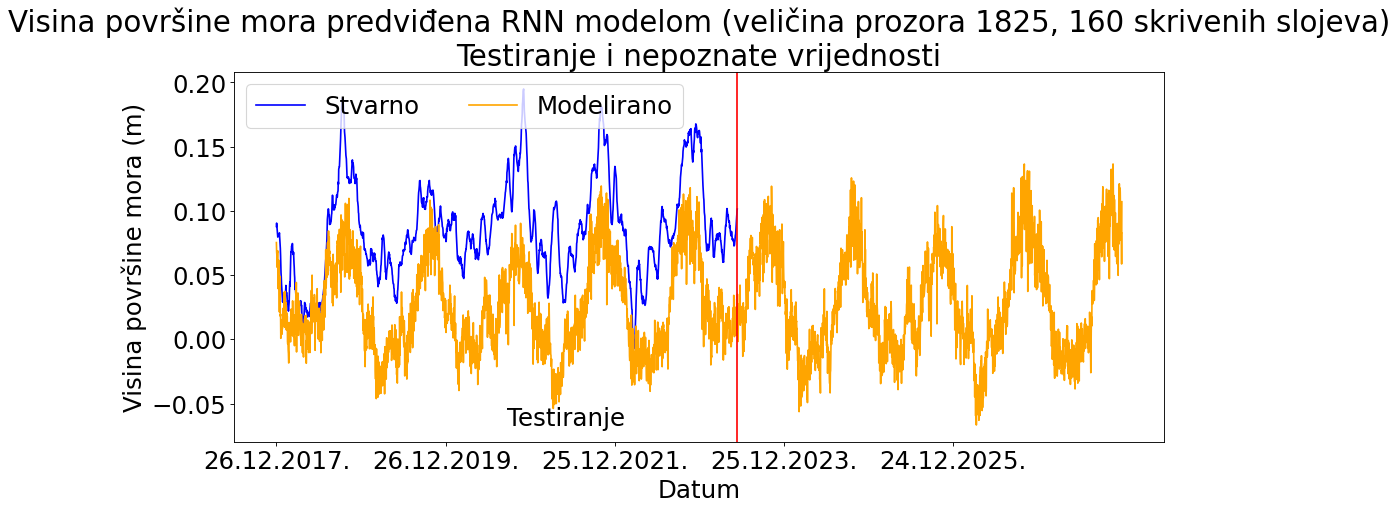 Visina površine mora predviđena RNN modelom (veličina prozora 1825, 160 skrivenih slojeva)
Testiranje i nepoznate vrijednosti
Stvarno Modelirano
Visina površine mora (m)
0.20
0.15
0.10
0.05
0.00
−0.05
Testiranje
26.12.2017. 26.12.2019. 25.12.2021. 25.12.2023. 24.12.2025.
Datum